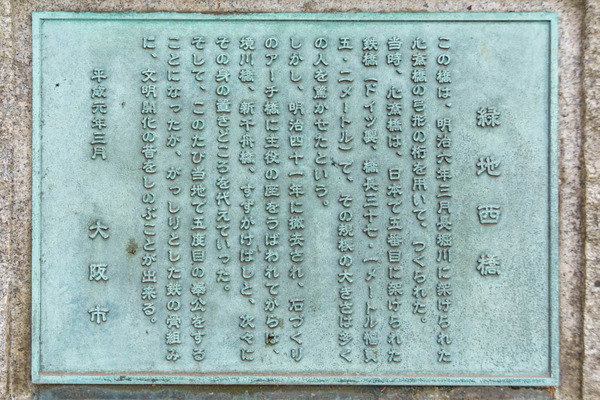 緑地西橋
この橋は、明治六年三月長堀川に架けられた
心斎橋の弓形の桁を用いて、つくられた。
当時、心斎橋は、日本で五番目に架けられた
鉄橋（ドイツ製、橋長三十七・一メートル幅員
五・二メートル）で、その規模の大きさは多く
の人を驚かせたという。
しかし、明治四十一年に撤去され、石づくり
のアーチ橋に主役の座をうばわれてからは、
境川橋、新千舟橋、すずかけばしと、次々に
その身の置きどころを代えていった。
そして、このたび当地で五度目の奉公をする
ことになったが、がっしりとした鉄の骨組み
に、文明開化の昔をしのぶことが出来る。
平成元年三月
大阪市